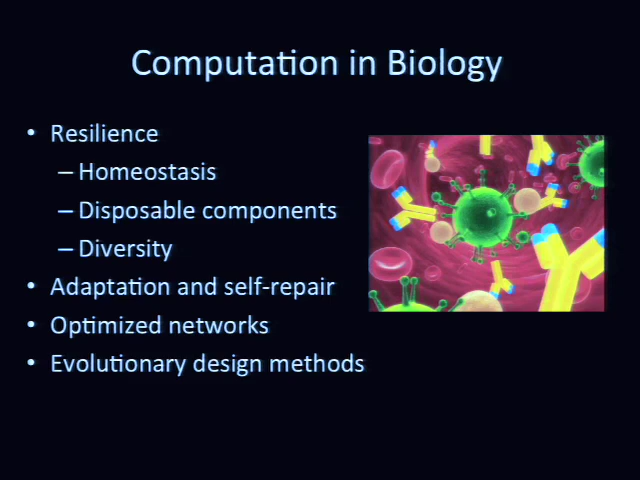 Computation in Biology
• Resilience
– Homeostasis
– Disposable components
– Diversity
• Adaptation and self-repair
• Optimized networks
• Evolutionary design methods